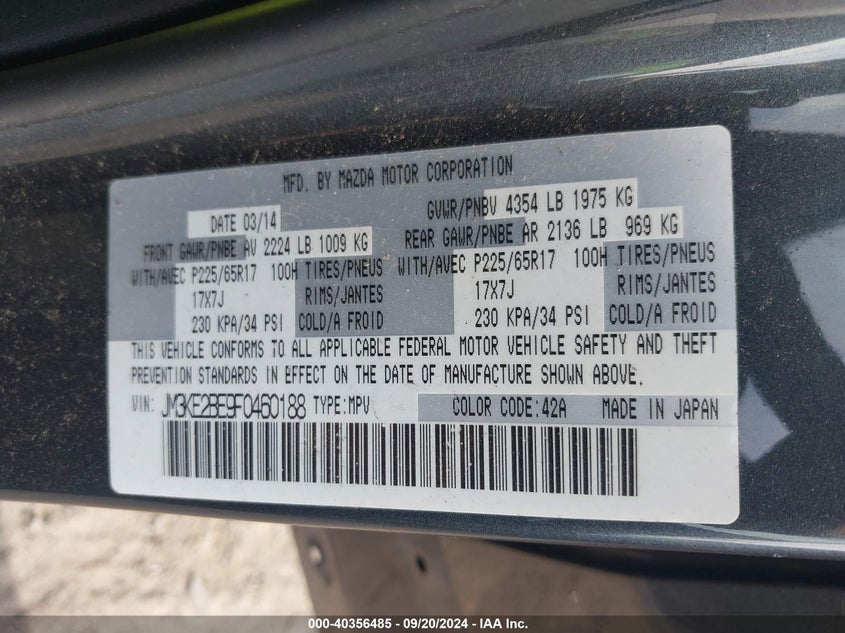 MFD. BY MAZDA MOTOR CORPORATION
DATE 03/14 GVWR/PNBV 4354 LB 1975 KG
FRONT GAWR/PNBE AV 2224 LB 1009 KG REAR GAWR/PNBE AR 2136 LB 969 KG
WITH/AVEC P225/65R17 100H TIRES/PNEUS WITH/AVEC P225/65R17 100H TIRES/PNEUS
17X7J RIMS/JANTES 17X7J RIMS/JANTES
230 KPA/34 PSI COLD/A FROID 230 KPA/34 PSI COLD/A FROID
THIS VEHICLE CONFORMS TO ALL APPLICABLE FEDERAL MOTOR VEHICLE SAFETY AND THEFT
PREVENTION STANDARDS IN EFFECT ON THE DATE OF MANUFACTURE SHOWN ABOVE.
VIN: JM3KE2BE9F0460188 TYPE:MPV COLOR CODE:42A MADE IN JAPAN
000-40356485 - 09/20/2024 - IAA Inc.